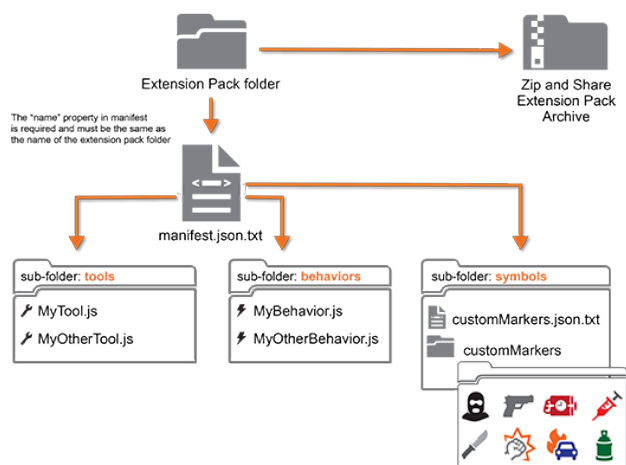 Extension Pack folder
Zip and Share
Extension Pack
Archive
The "name" property in manifest
is required and must be the same as
the name of the extension pack folder
manifest.json.txt
sub-folder: tools
MyTool.js
MyOtherTool.js
sub-folder: behaviors
MyBehavior.js
MyOtherBehavior.js
sub-folder: symbols
customMarkers.json.txt
customMarkers